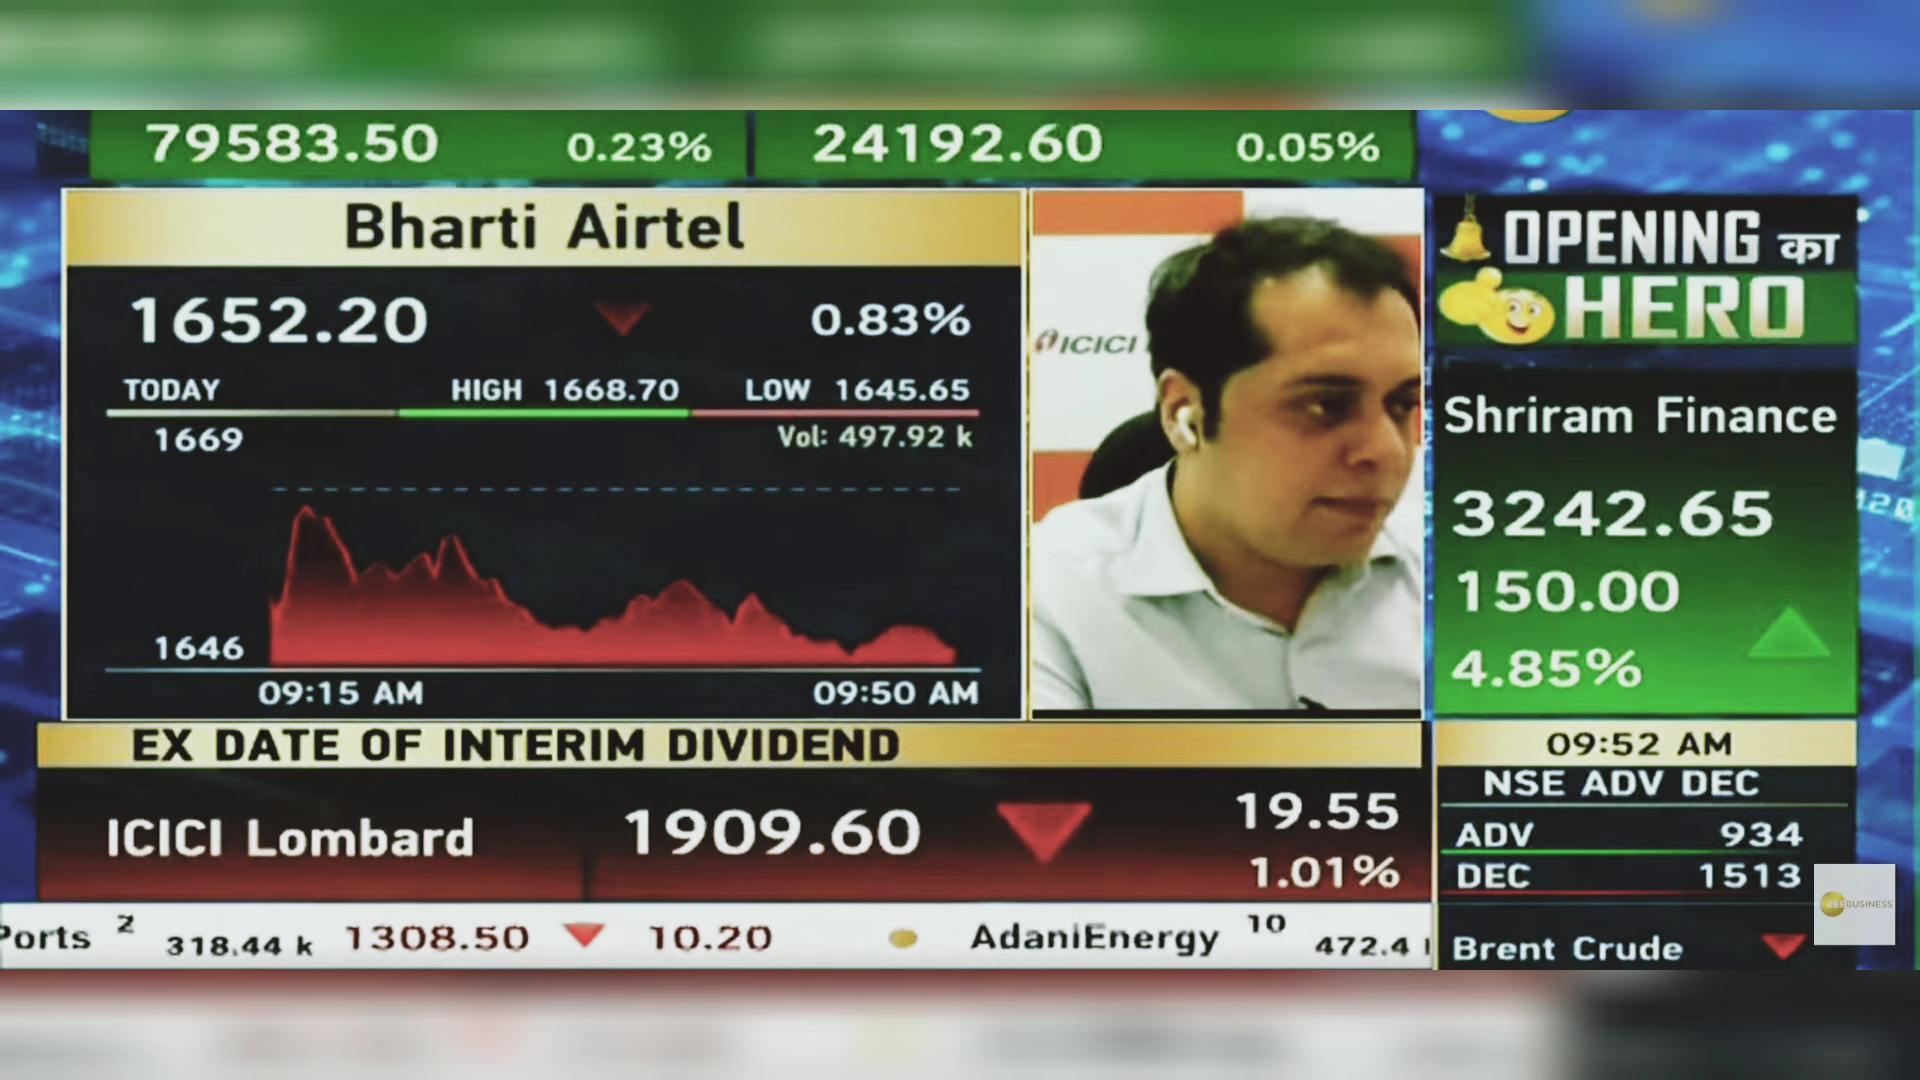 79583.50 0.23% 24192.60 0.05%
Bharti Airtel
1652.20 0.83%
TODAY HIGH 1668.70 LOW 1645.65
1669 Vol: 497.92 k
1646
09:15 AM 09:50 AM
ICICI
OPENING का
HERO
Shriram Finance
3242.65
150.00
4.85%
EX DATE OF INTERIM DIVIDEND
ICICI Lombard 1909.60 19.55
1.01%
09:52 AM
NSE ADV DEC
ADV 934
DEC 1513
Brent Crude
ZEEBUSINESS
Ports 2 318.44 k 1308.50 10.20 AdaniEnergy 10 472.4